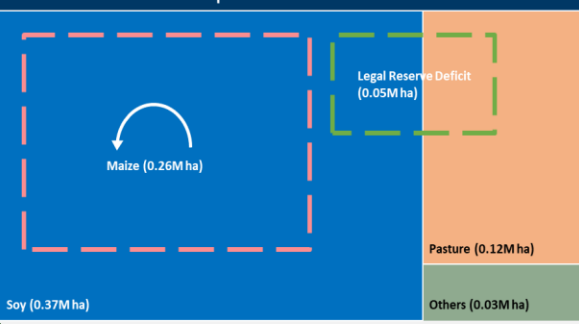 Legal Reserve Deficit
(0.05M ha)
Maize (0.26M ha)
Pasture (0.12M ha)
Soy (0.37M ha)
Others (0.03M ha)